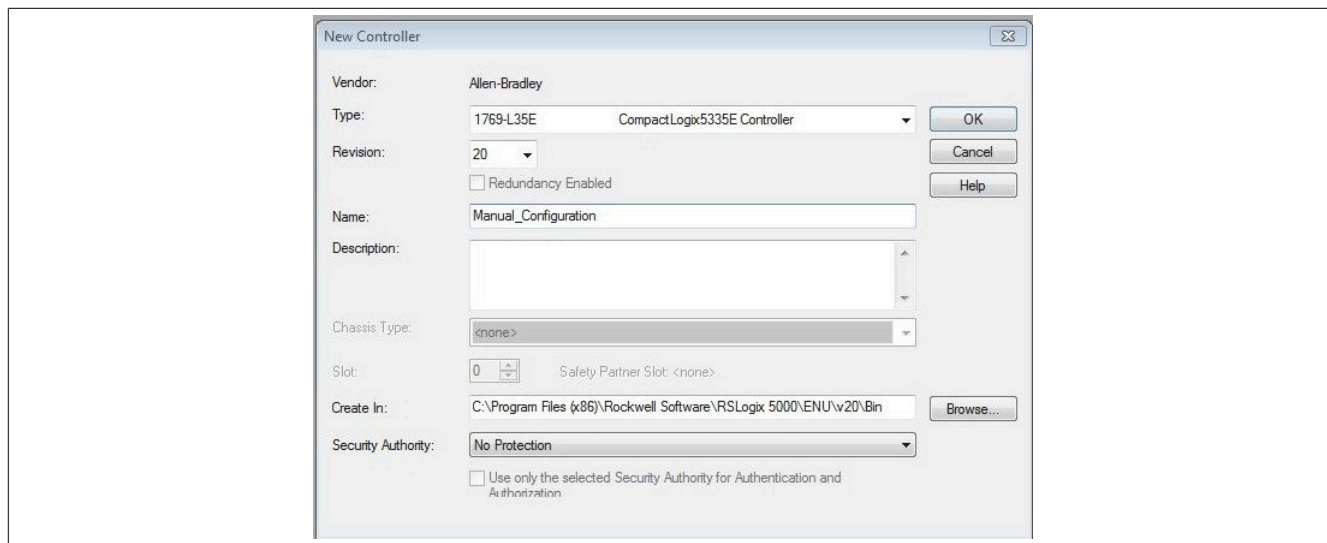 New Controller
Vendor: Allen-Bradley
Type: 1769-L35E CompactLogix5335E Controller
OK
Revision: 20
Cancel
Redundancy Enabled
Help
Name: Manual_Configuration
Description:
Chassis Type: <none>
Slot: 0 Safety Partner Slot: <none>
Create In: C:\Program Files (x86)\Rockwell Software\RSLogix 5000\ENU\v20\Bin
Browse...
Security Authority: No Protection
Use only the selected Security Authority for Authentication and
Authorization